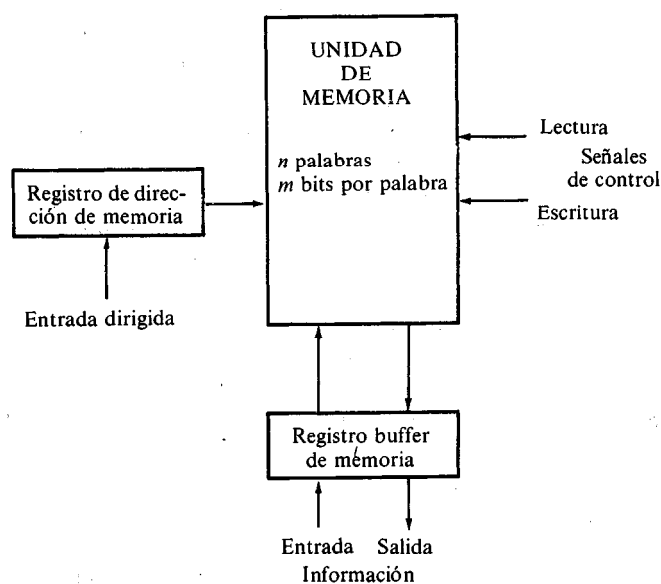 UNIDAD
DE
MEMORIA
n palabras
m bits por palabra
Lectura
Señales
de control
Escritura
Registro de direc-
ción de memoria
Entrada dirigida
Registro buffer
de memoria
Entrada Salida
Información